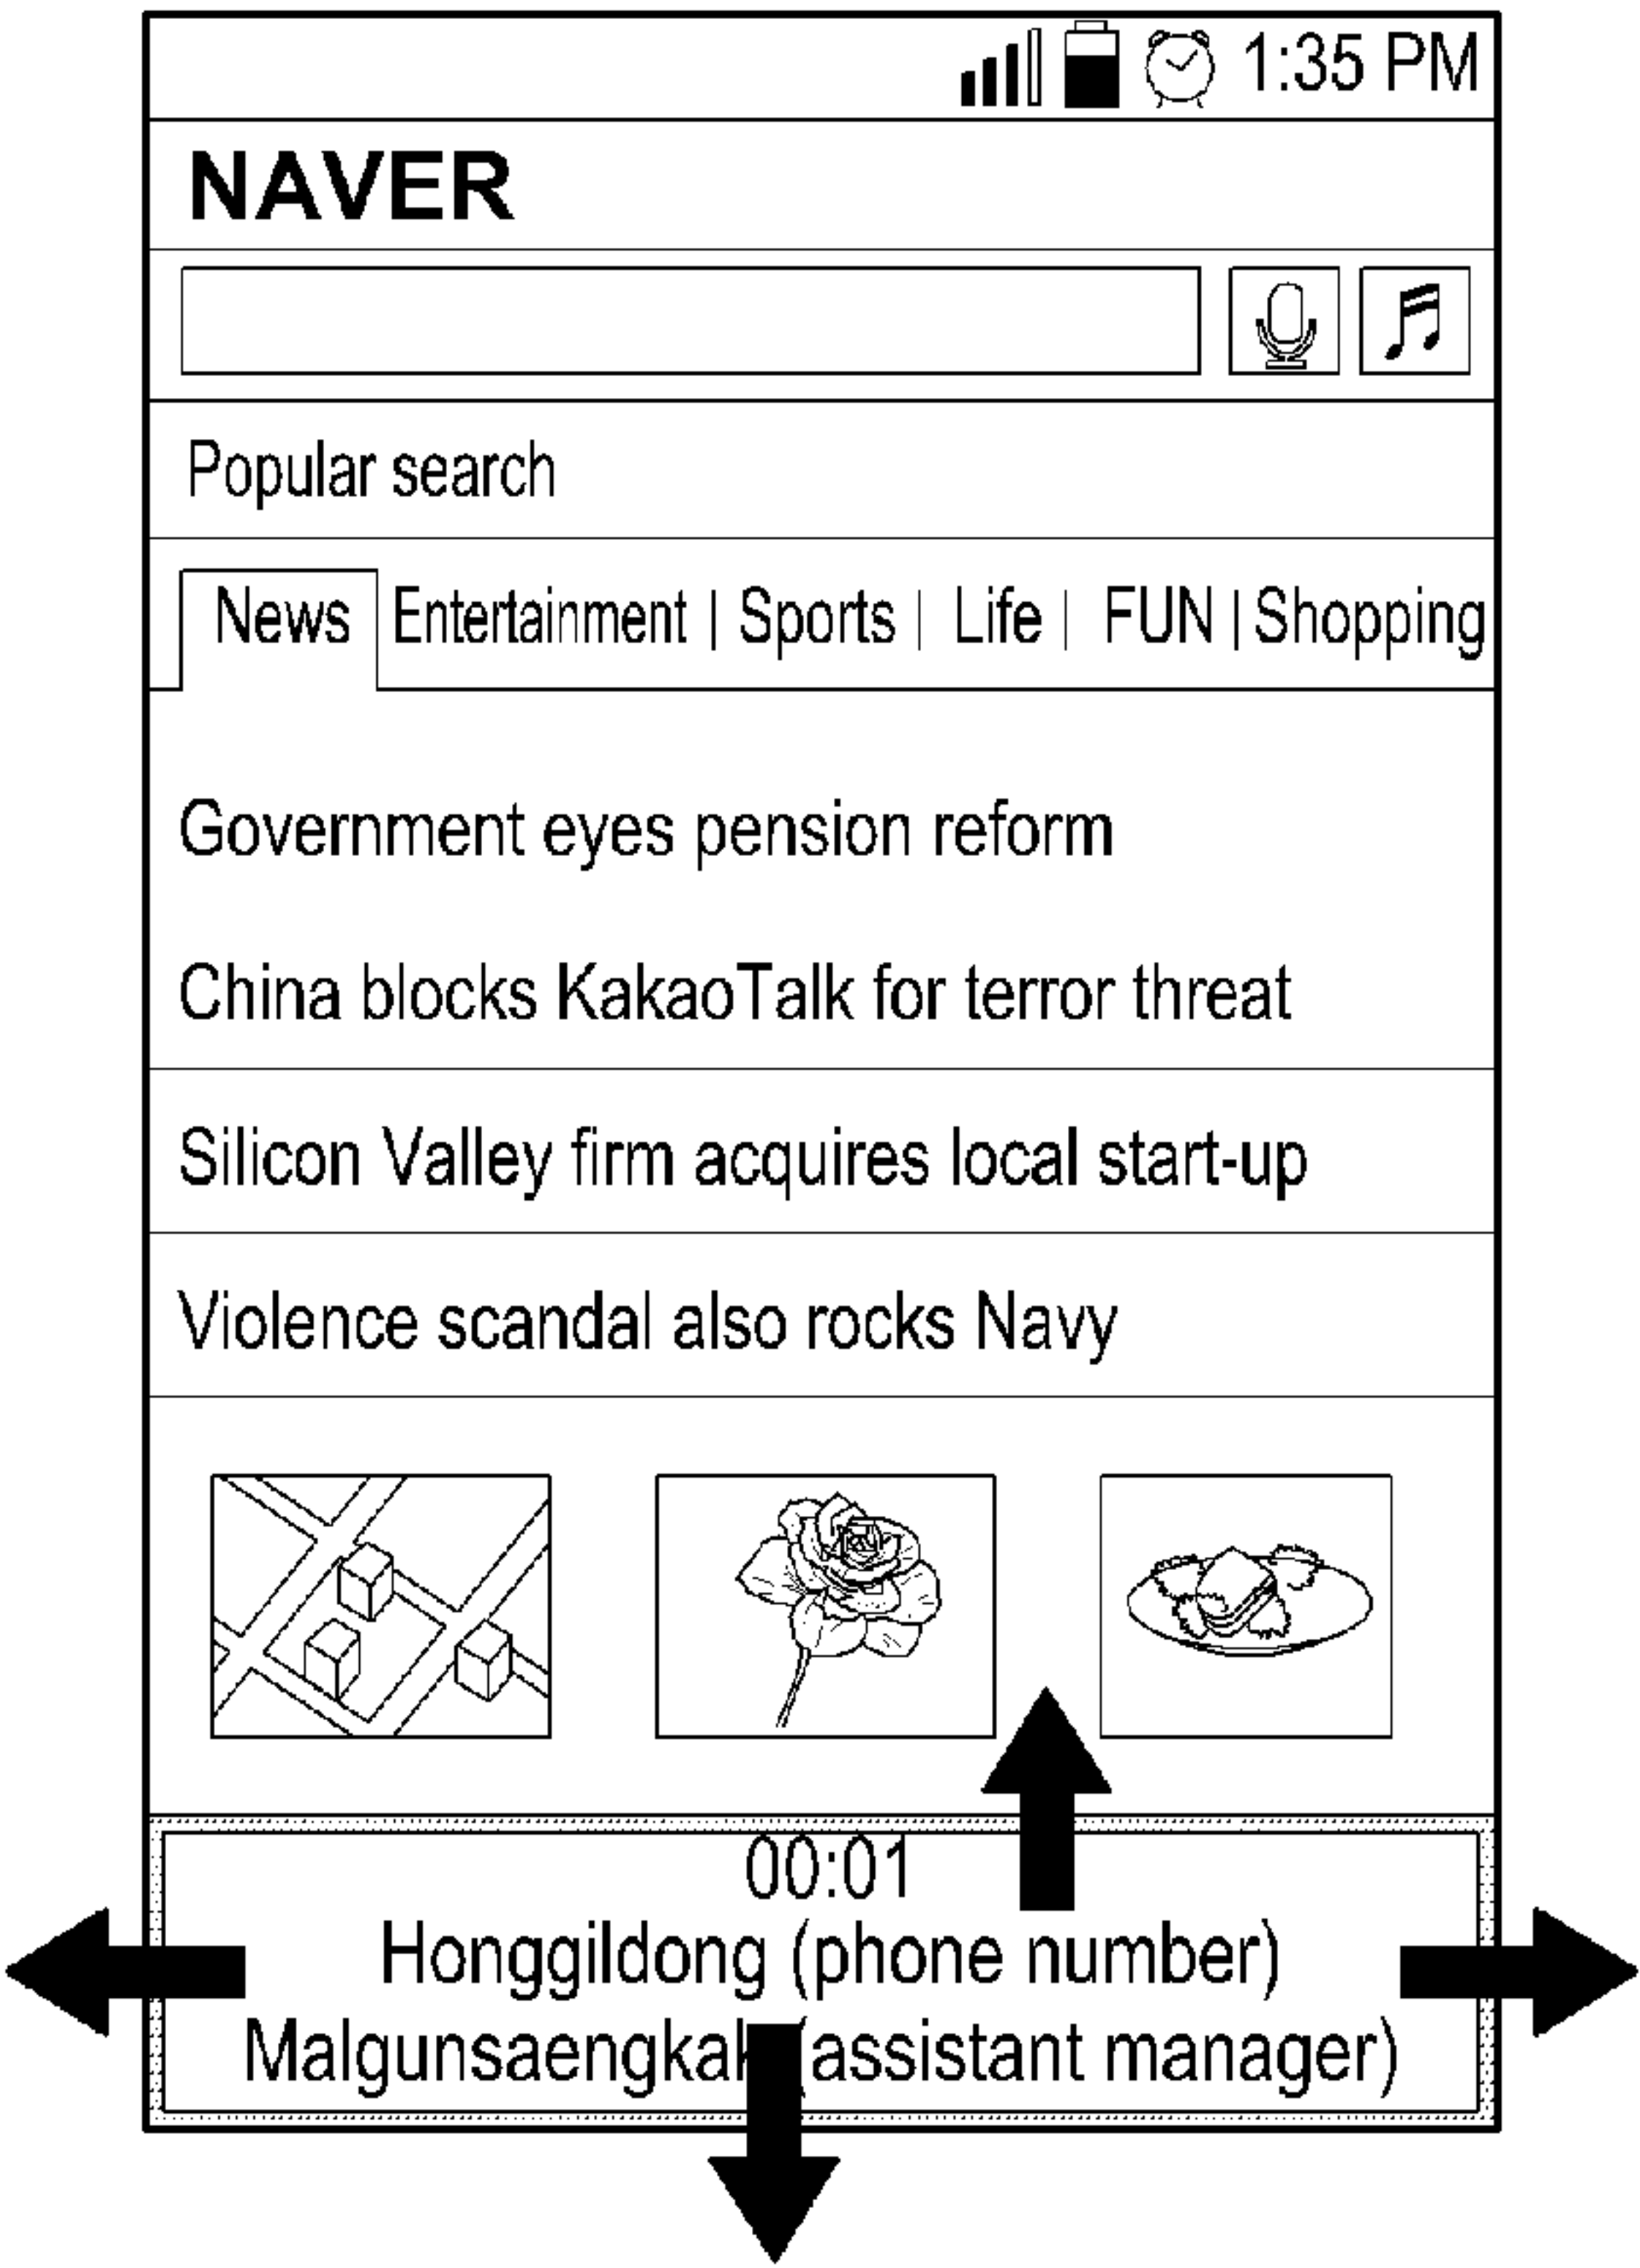 1:35 PM
NAVER
Popular search
News Entertainment | Sports | Life | FUN | Shopping
Government eyes pension reform
China blocks KakaoTalk for terror threat
Silicon Valley firm acquires local start-up
Violence scandal also rocks Navy
00:01
Honggildong (phone number)
(assistant manager)